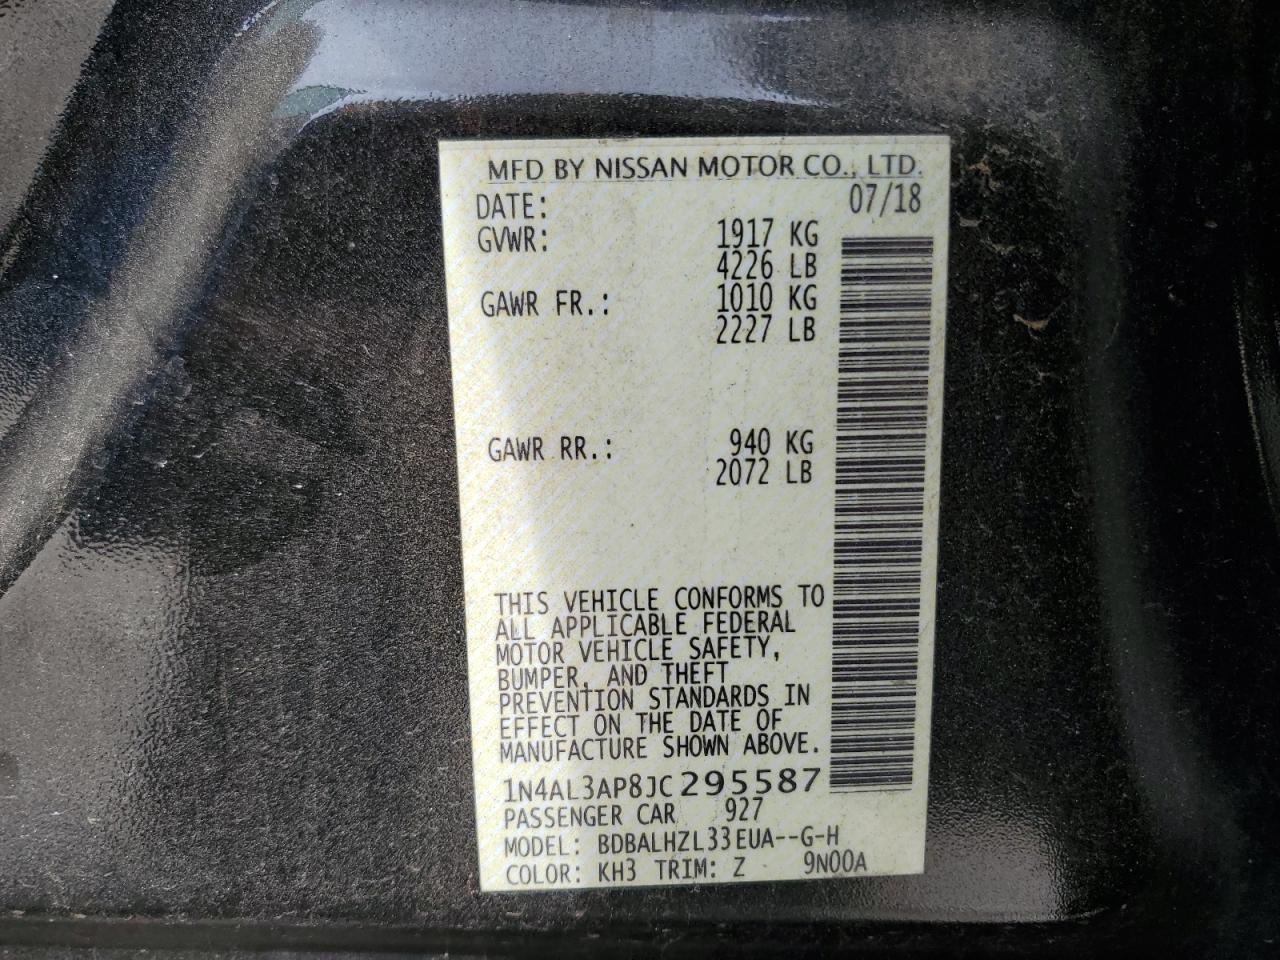 MFD BY NISSAN MOTOR CO., LTD.
DATE: 07/18
GVWR: 1917 KG
4226 LB
GAWR FR.: 1010 KG
2227 LB
GAWR RR.: 940 KG
2072 LB
THIS VEHICLE CONFORMS TO
ALL APPLICABLE FEDERAL
MOTOR VEHICLE SAFETY,
BUMPER, AND THEFT
PREVENTION STANDARDS IN
EFFECT ON THE DATE OF
MANUFACTURE SHOWN ABOVE.
1N4AL3AP8JC295587
PASSENGER CAR 927
MODEL: BDBALHZL33EUA--G-H
COLOR: KH3 TRIM: Z 9N00A